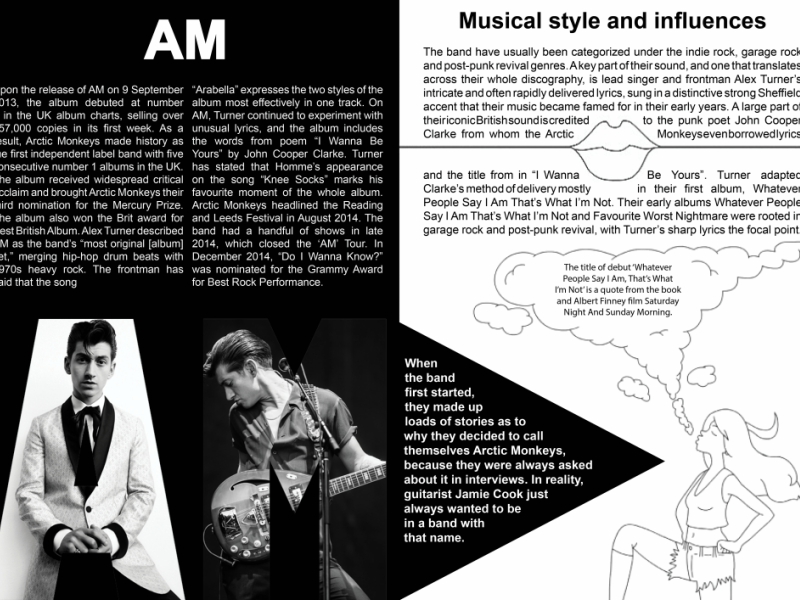 AM
pon the release of AM on 9 September
013, the album debuted at number
in the UK album charts, selling over
57,000 copies in its first week. As a
esult, Arctic Monkeys made history as
e first independent label band with five
onsecutive number 1 albums in the UK.
he album received widespread critical
cclaim and brought Arctic Monkeys their
ird nomination for the Mercury Prize.
he album also won the Brit award for
est British Album. Alex Turner described
M as the band’s “most original [album]
et,” merging hip-hop drum beats with
970s heavy rock. The frontman has
aid that the song
“Arabella” expresses the two styles of the
album most effectively in one track. On
AM, Turner continued to experiment with
unusual lyrics, and the album includes
the words from poem “I Wanna Be
Yours” by John Cooper Clarke. Turner
has stated that Homme’s appearance
on the song “Knee Socks” marks his
favourite moment of the whole album.
Arctic Monkeys headlined the Reading
and Leeds Festival in August 2014. The
band had a handful of shows in late
2014, which closed the ‘AM’ Tour. In
December 2014, “Do I Wanna Know?”
was nominated for the Grammy Award
for Best Rock Performance.
AM
Musical style and influences
The band have usually been categorized under the indie rock, garage rock
and post-punk revival genres. A key part of their sound, and one that translates
across their whole discography, is lead singer and frontman Alex Turner’s
intricate and often rapidly delivered lyrics, sung in a distinctive strong Sheffield
accent that their music became famed for in their early years. A large part of
their iconic British sound is credited to the punk poet John Cooper
Clarke from whom the Arctic Monkeys even borrowed lyrics
and the title from in “I Wanna Be Yours”. Turner adapted
Clarke’s method of delivery mostly in their first album, Whatever
People Say I Am That’s What I’m Not. Their early albums Whatever People
Say I Am That’s What I’m Not and Favourite Worst Nightmare were rooted in
garage rock and post-punk revival, with Turner’s sharp lyrics the focal point.
The title of debut ‘Whatever
People Say I Am, That’s What
I’m Not’ is a quote from the book
and Albert Finney film Saturday
Night And Sunday Morning.
When
the band
first started,
they made up
loads of stories as to
why they decided to call
themselves Arctic Monkeys,
because they were always asked
about it in interviews. In reality,
guitarist Jamie Cook just
always wanted to be
in a band with
that name.